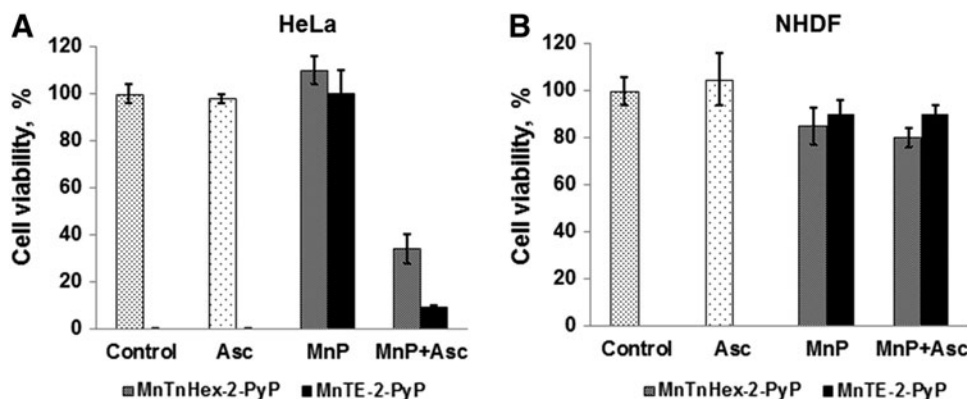 A
HeLa
Cell viability, %
120
100
80
60
40
20
0
Control Asc MnP MnP+Asc
MnTnHex-2-PyP MnTE-2-PyP
B
NHDF
Cell viability, %
120
100
80
60
40
20
0
Control Asc MnP MnP+Asc
MnTnHex-2-PyP MnTE-2-PyP